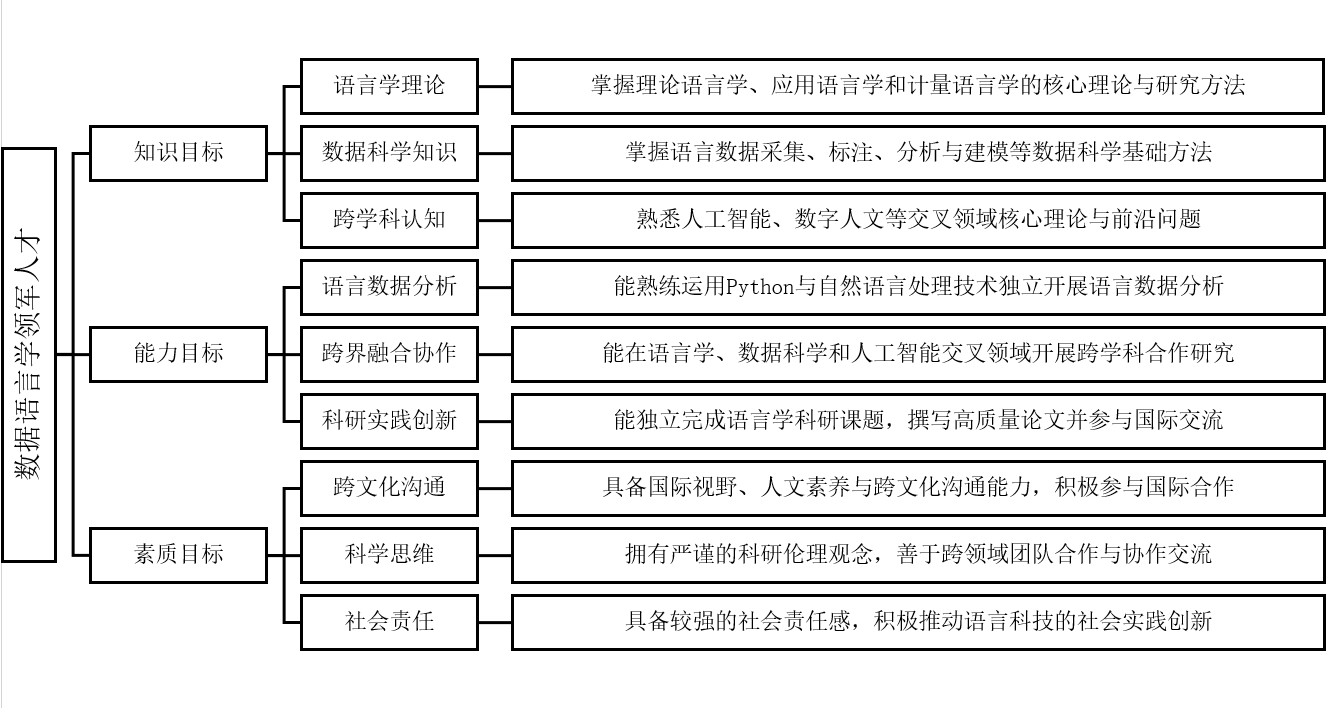 数据语言学领军人才
知识目标
语言学理论
掌握理论语言学、应用语言学和计量语言学的核心理论与研究方法
数据科学知识
掌握语言数据采集、标注、分析与建模等数据科学基础方法
跨学科认知
熟悉人工智能、数字人文等交叉领域核心理论与前沿问题
能力目标
语言数据分析
能熟练运用Python与自然语言处理技术独立开展语言数据分析
跨界融合协作
能在语言学、数据科学和人工智能交叉领域开展跨学科合作研究
科研实践创新
能独立完成语言学科研课题，撰写高质量论文并参与国际交流
素质目标
跨文化沟通
具备国际视野、人文素养与跨文化沟通能力，积极参与国际合作
科学思维
拥有严谨的科研伦理观念，善于跨领域团队合作与协作交流
社会责任
具备较强的社会责任感，积极推动语言科技的社会实践创新